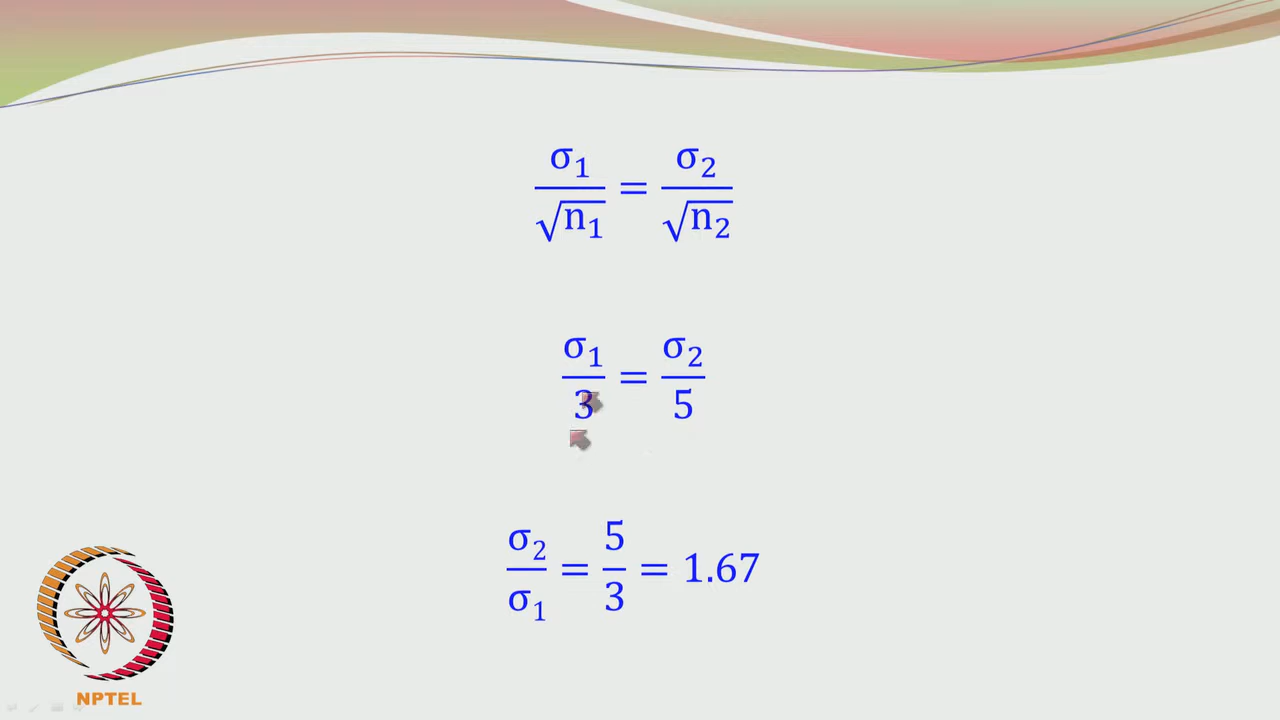 σ₁/√n₁ = σ₂/√n₂
σ₁/3 = σ₂/5
σ₂/σ₁ = 5/3 = 1.67
NPTEL